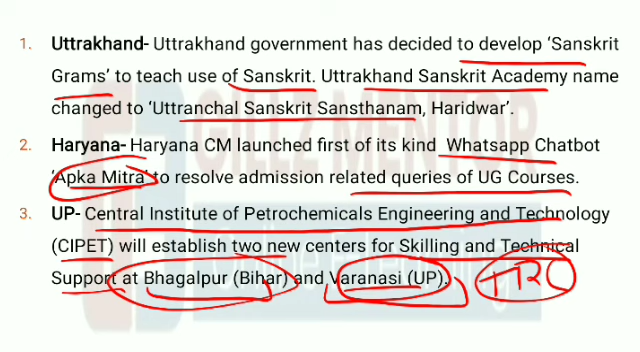 1. Uttrakhand- Uttrakhand government has decided to develop ‘Sanskrit
Grams’ to teach use of Sanskrit. Uttrakhand Sanskrit Academy name
changed to ‘Uttranchal Sanskrit Sansthanam, Haridwar’.
2. Haryana- Haryana CM launched first of its kind Whatsapp Chatbot
‘Apka Mitra’ to resolve admission related queries of UG Courses.
3. UP- Central Institute of Petrochemicals Engineering and Technology
(CIPET) will establish two new centers for Skilling and Technical
Support at Bhagalpur (Bihar) and Varanasi (UP).
GILLZ MENTOR